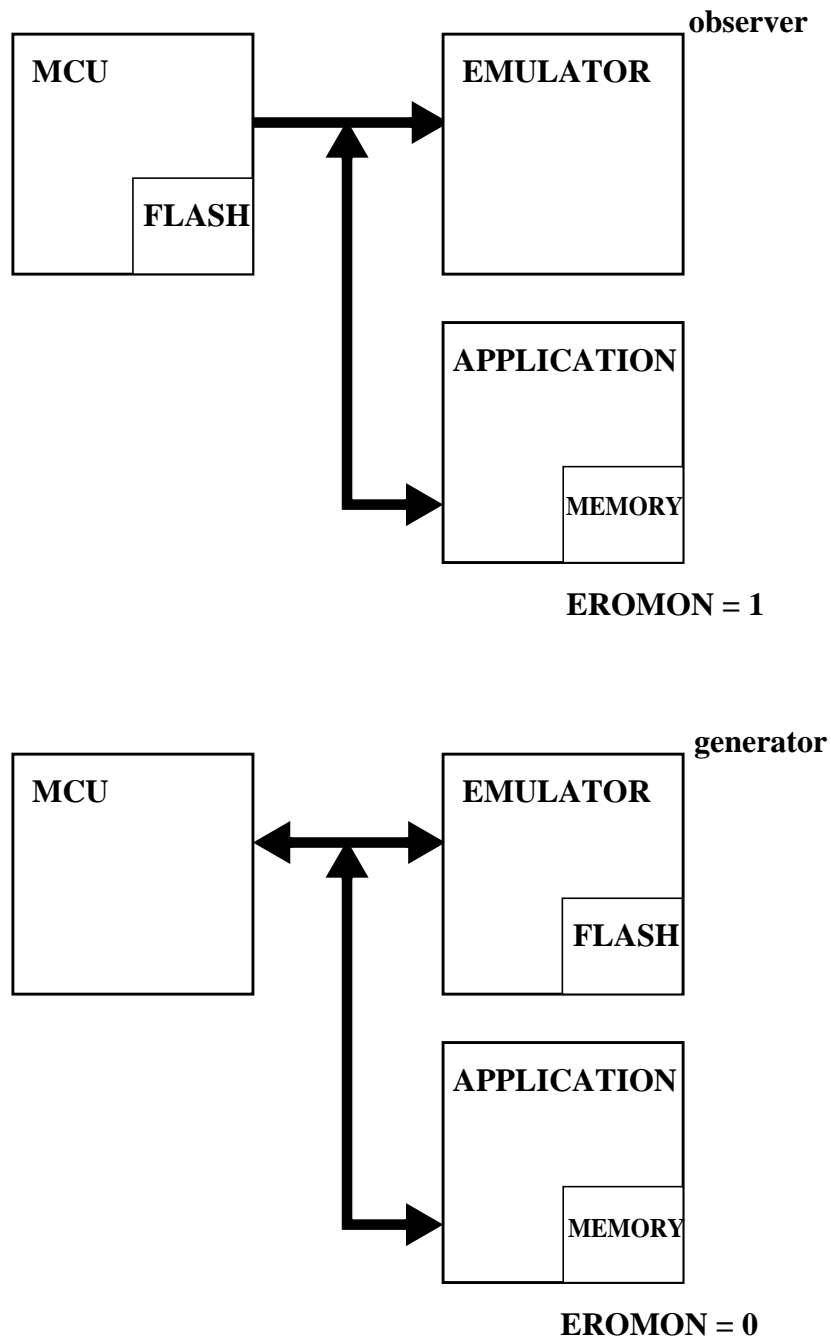 observer
MCU
EMULATOR
FLASH
APPLICATION
MEMORY
EROMON = 1
generator
MCU
EMULATOR
FLASH
APPLICATION
MEMORY
EROMON = 0